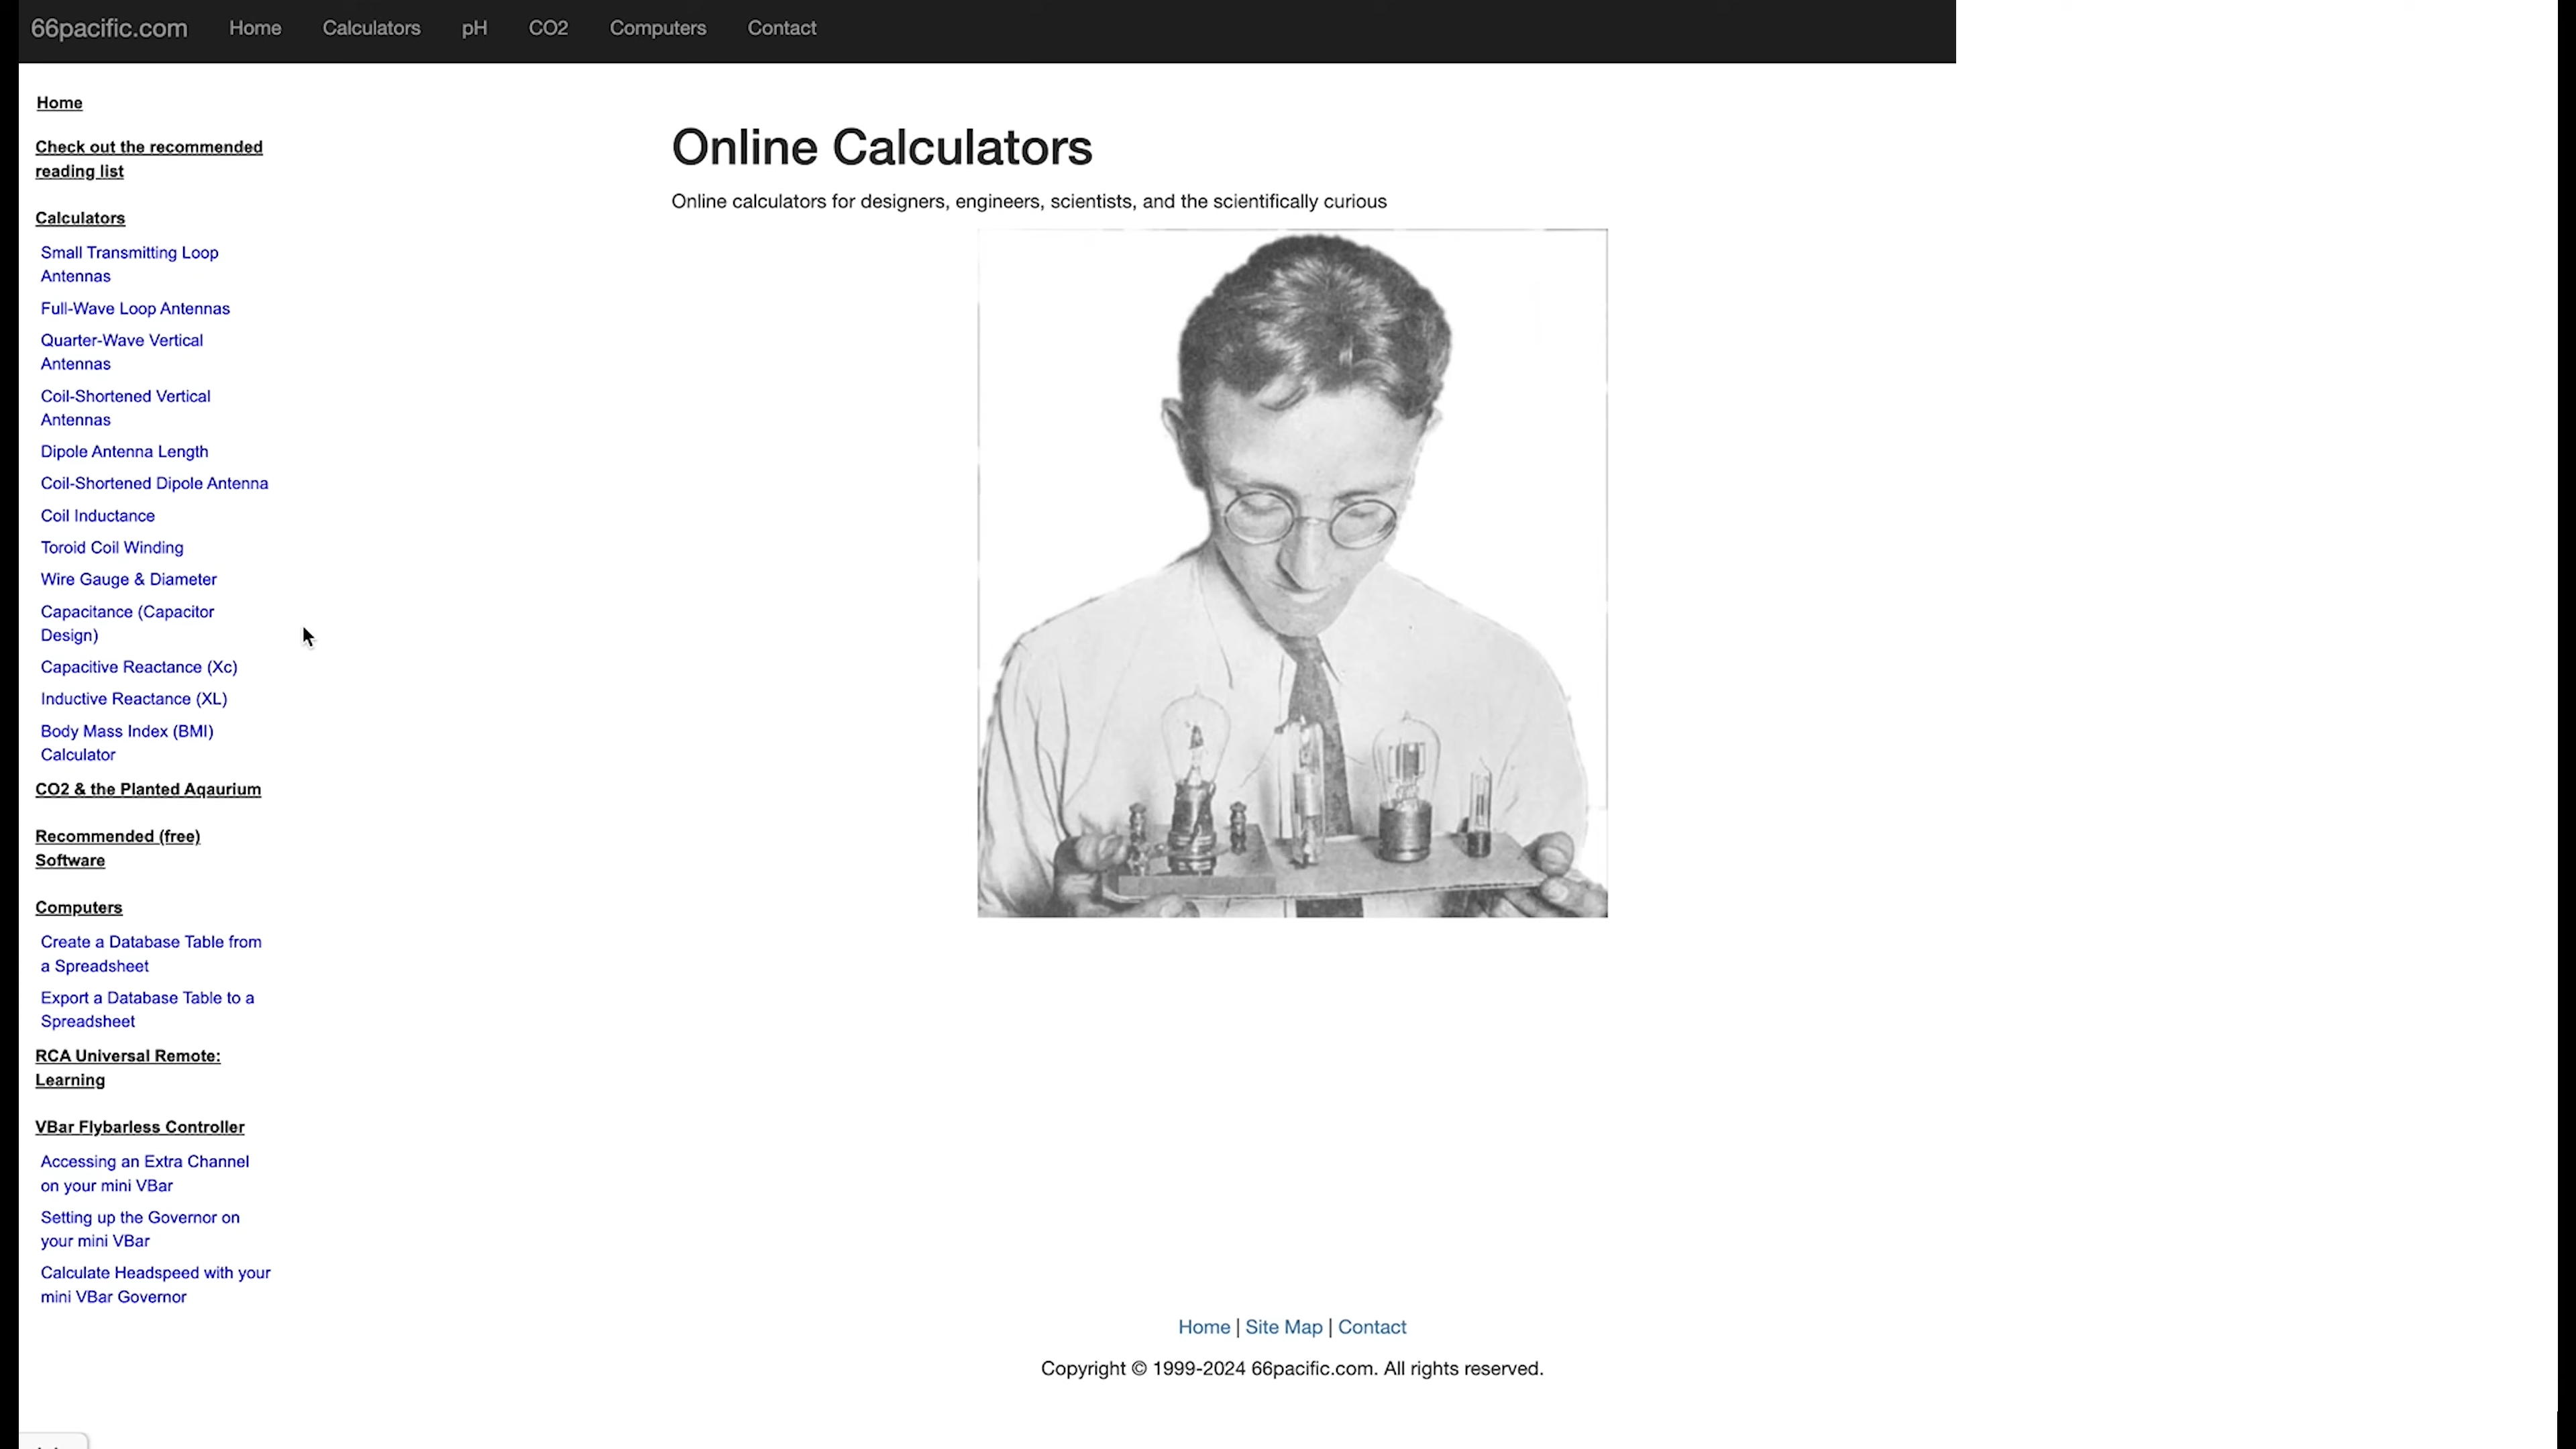 66pacific.com Home Calculators pH CO2 Computers Contact
Home
Check out the recommended
reading list
Calculators
Small Transmitting Loop
Antennas
Full-Wave Loop Antennas
Quarter-Wave Vertical
Antennas
Coil-Shortened Vertical
Antennas
Dipole Antenna Length
Coil-Shortened Dipole Antenna
Coil Inductance
Toroid Coil Winding
Wire Gauge & Diameter
Capacitance (Capacitor
Design)
Capacitive Reactance (Xc)
Inductive Reactance (XL)
Body Mass Index (BMI)
Calculator
CO2 & the Planted Aqaurium
Recommended (free)
Software
Computers
Create a Database Table from
a Spreadsheet
Export a Database Table to a
Spreadsheet
RCA Universal Remote:
Learning
VBar Flybarless Controller
Accessing an Extra Channel
on your mini VBar
Setting up the Governor on
your mini VBar
Calculate Headspeed with your
mini VBar Governor
Online Calculators
Online calculators for designers, engineers, scientists, and the scientifically curious
Home | Site Map | Contact
Copyright © 1999-2024 66pacific.com. All rights reserved.